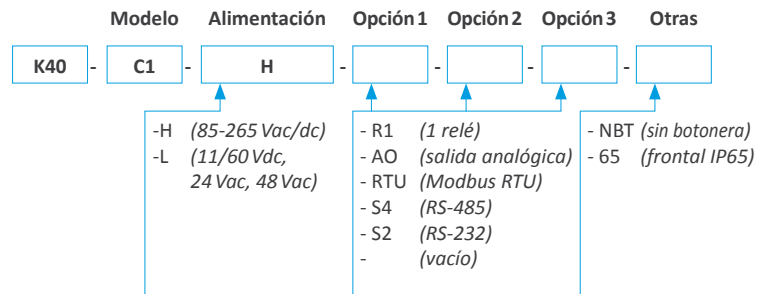 Modelo Alimentación Opción 1 Opción 2 Opción 3 Otras
K40 - C1 - H - - - -
-H (85-265 Vac/dc) - R1 (1 relé) - NBT (sin botonera)
-L (11/60 Vdc, - AO (salida analógica) - 65 (frontal IP65)
24 Vac, 48 Vac) - RTU (Modbus RTU)
- S4 (RS-485)
- S2 (RS-232)
- (vacío)